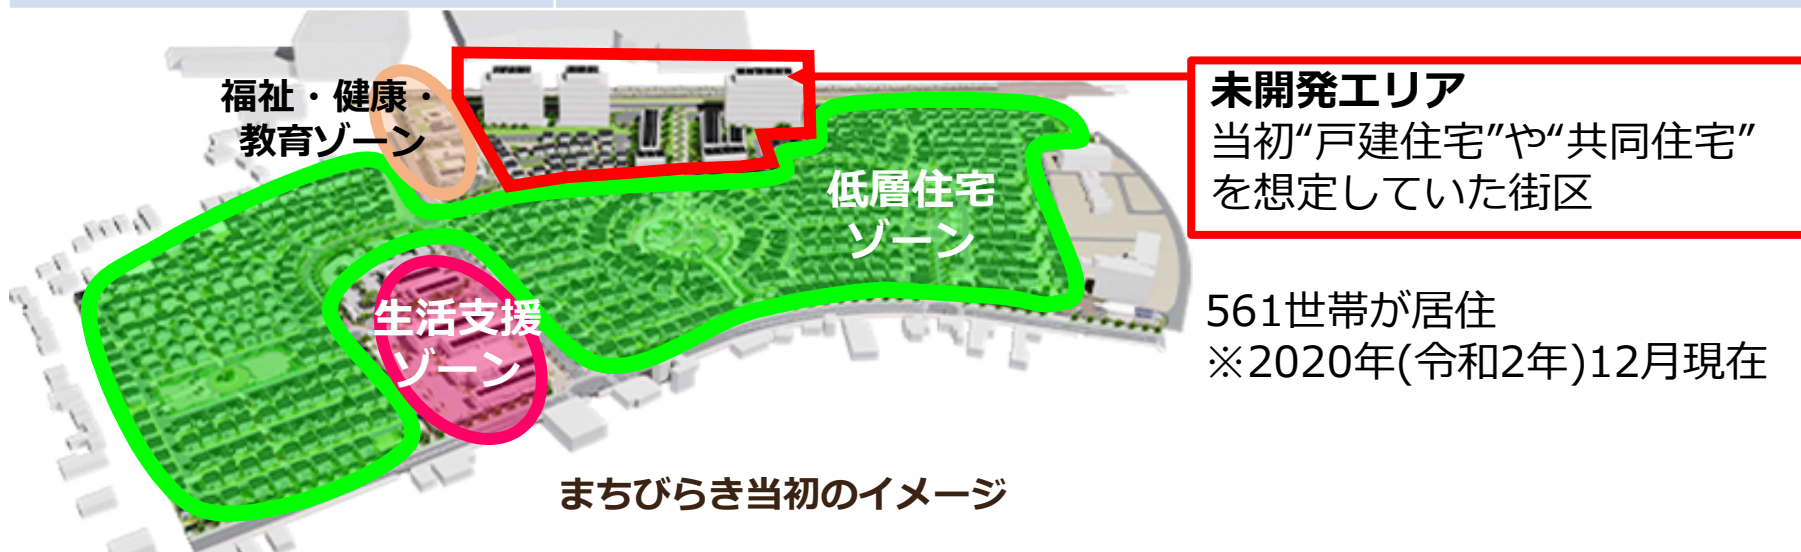 福祉・健康・
教育ゾーン
未開発エリア
当初“戸建住宅”や“共同住宅”
を想定していた街区
低層住宅
ゾーン
生活支援
ゾーン
561世帯が居住
※2020年(令和2年)12月現在
まちびらき当初のイメージ